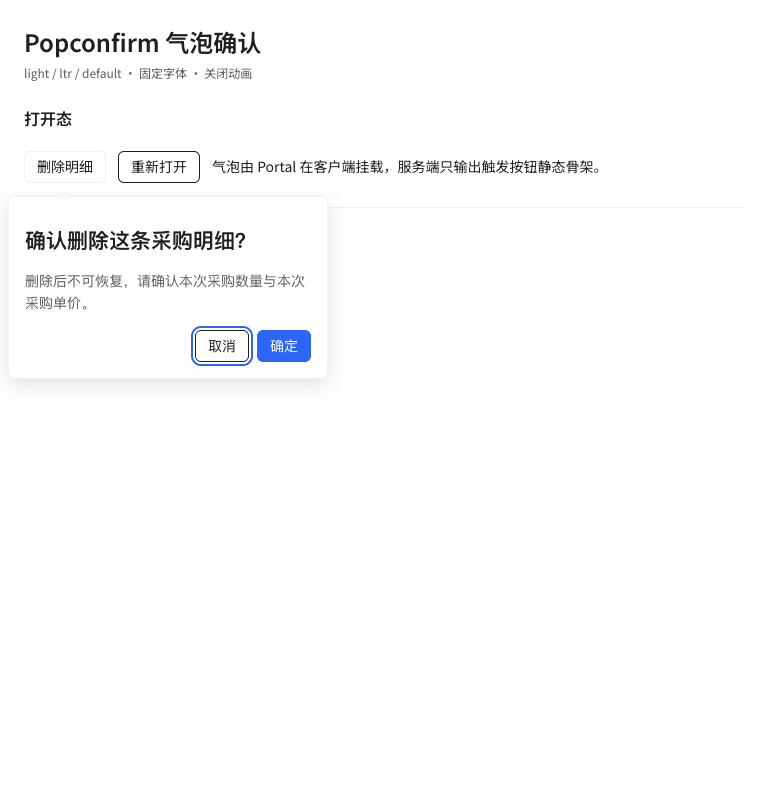 Popconfirm 气泡确认
light / ltr / default • 固定字体 • 关闭动画
打开态
删除明细
重新打开
气泡由 Portal 在客户端挂载，服务端只输出触发按钮静态骨架。
确认删除这条采购明细？
删除后不可恢复，请确认本次采购数量与本次
采购单价。
取消
确定